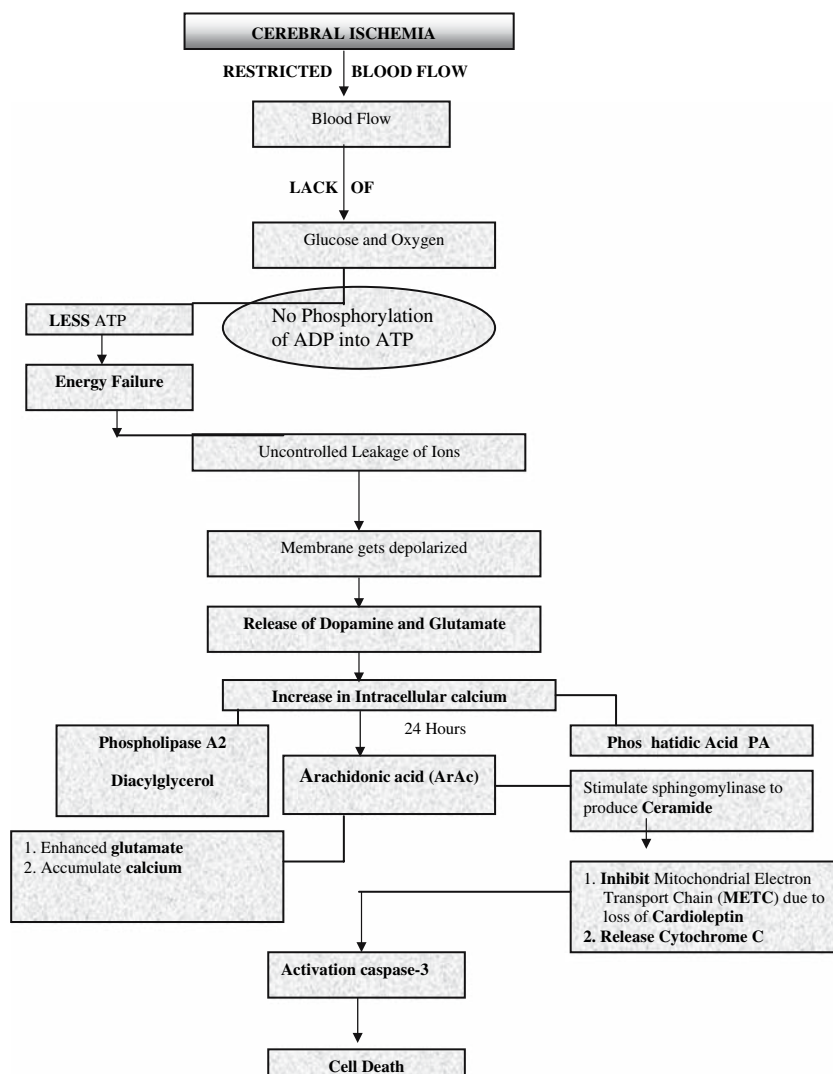 CEREBRAL ISCHEMIA
RESTRICTED BLOOD FLOW
Blood Flow
LACK OF
Glucose and Oxygen
LESS ATP
No Phosphorylation
of ADP into ATP
Energy Failure
Uncontrolled Leakage of Ions
Membrane gets depolarized
Release of Dopamine and Glutamate
Increase in Intracellular calcium
24 Hours
Phospholipase A2
Diacylglycerol
Phos hatidic Acid PA
Arachidonic acid (ArAc)
Stimulate sphingomylinase to
produce Ceramide
1. Enhanced glutamate
2. Accumulate calcium
1. Inhibit Mitochondrial Electron
Transport Chain (METC) due to
loss of Cardioleptin
2. Release Cytochrome C
Activation caspase-3
Cell Death